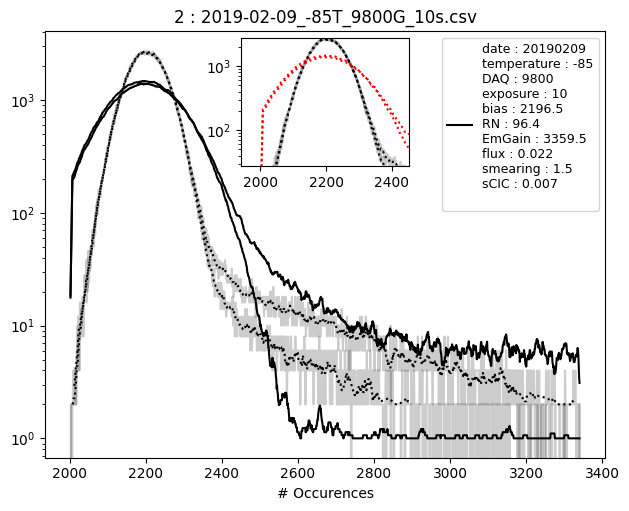 2 : 2019-02-09_-85T_9800G_10s.csv
date : 20190209
temperature : -85
DAQ : 9800
exposure : 10
bias : 2196.5
RN : 96.4
EmGain : 3359.5
flux : 0.022
smearing : 1.5
sCIC : 0.007
10³
10²
2000 2200 2400
10³
10²
10¹
10⁰
2000 2200 2400 2600 2800 3000 3200 3400
# Occurences